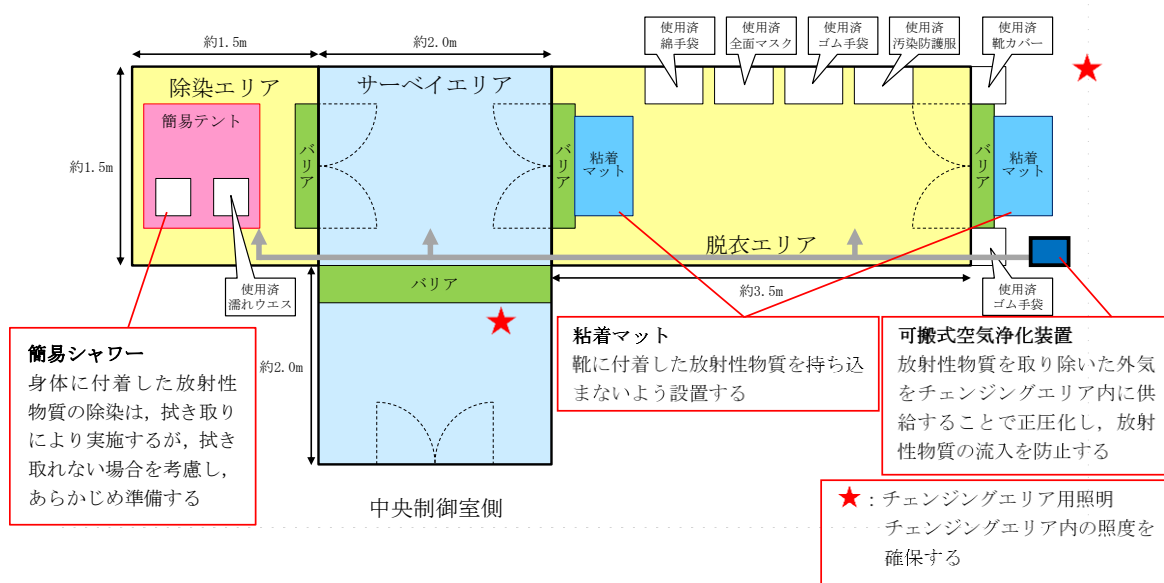 約1.5m
約2.0m
使用済
綿手袋
使用済
全面マスク
使用済
ゴム手袋
使用済
汚染防護服
使用済
靴カバー
除染エリア
サーベイエリア
簡易テント
約1.5m
バリア
バリア
粘着
マット
バリア
粘着
マット
脱衣エリア
使用済
濡れウエス
バリア
約3.5m
使用済
ゴム手袋
簡易シャワー
身体に付着した放射性
物質の除染は，拭き取り
により実施するが，拭き
取れない場合を考慮し，
あらかじめ準備する
約2.0m
粘着マット
靴に付着した放射性物質を持ち込
まないよう設置する
可搬式空気浄化装置
放射性物質を取り除いた外気
をチェンジングエリア内に供
給することで正圧化し，放射
性物質の流入を防止する
中央制御室側
★：チェンジングエリア用照明
チェンジングエリア内の照度を
確保する